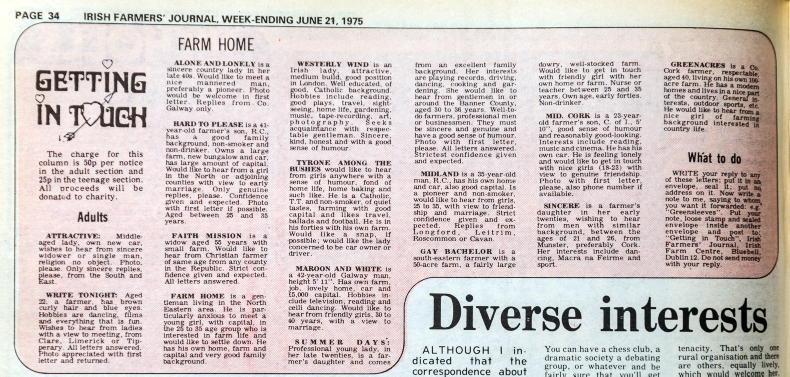 PAGE 34
IRISH FARMERS' JOURNAL, WEEK-ENDING JUNE 21, 1975
FARM HOME
GETTING
IN TOUCH
The charge for this
column is 50p per notice
in the adult section and
25p in the teenage section.
All proceeds will be
donated to charity.
Adults
ATTRACTIVE: Middle-
aged lady, own new car,
wishes to hear from sincere
widower or single man,
religion no object. Photo,
please. Only sincere replies,
please, from the South and
East.
WRITE TONIGHT: Aged
22, a farmer, has brown
curly hair and blue eyes.
Hobbies are dancing, films
and everything that is fun.
Wishes to hear from ladies
with a view to meeting, from
Clare, Limerick or Tip-
perary. All letters answered.
Photo appreciated with first
letter and returned.
ALONE AND LONELY is a
sincere country lady in her
late 40s. Would like to meet a
nice mannered man,
preferably a pioneer. Photo
would be welcome in first
letter. Replies from Co.
Galway only.
HARD TO PLEASE is a 41-
year-old farmer's son, R.C.,
has a good family
background, non-smoker and
non-drinker. Owns a large
farm, new bungalow and car,
has large amount of capital.
Would like to hear from a girl
in the North or adjoining
counties with view to early
marriage. Only genuine
replies, please. Confidence
given and expected. Photo
with first letter if possible.
Aged between 25 and 35
years.
FAITH MISSION is a
widow aged 55 years with
small farm. Would like to
hear from Christian farmer
of same age from any county
in the Republic. Strict con-
fidence given and expected.
All letters answered.
FARM HOME is a gen-
tleman living in the North
Eastern area. He is par-
ticularly anxious to meet a
young girl, with capital, in
the 25 to 35 age group who is
interested in farm life and
would like to settle down. He
has his own home, farm and
capital and very good family
background.
WESTERLY WIND is an
Irish lady, attractive,
medium build, good position
in London. Well educated, of
good, Catholic background.
Hobbies include reading,
good plays, travel, sight-
seeing, home life, gardening,
music, tape-recording, art,
photography. Seeks
acquaintance with respec-
table gentleman. Sincere,
kind, honest and with a good
sense of humour.
TYRONE AMONG THE
BUSHES would like to hear
from girls anywhere with a
sense of humour, fond of
home life, home baking and
such like. He is a Catholic,
T.T. and non-smoker, of quiet
tastes, farming with good
capital and likes travel,
ballads and football. He is in
his forties with his own farm.
Would like a snap, if
possible; would like the lady
concerned to be car owner or
driver.
MAROON AND WHITE is
a 42-year-old Galway man,
height 5' 11". Has own farm,
job, lovely home, car and
15,000 capital. Hobbies in-
clude television, reading and
ceili dancing. Would like to
hear from friendly girls, 30 to
40 years, with a view to
marriage.
SUMMER DAYS:
Professional young lady, in
her late twenties, is a far-
mer's daughter and comes
from an excellent family
background. Her interests
are playing records, driving,
dancing, cooking and gar-
dening. She would like to
hear from men living in or
around the Banner County,
aged 30 to 36 years. Well-to-
do farmers, professional men
or businessmen. They must
be sincere and genuine and
have a good sense of humour.
Photo with first letter,
please. All letters answered.
Strictest confidence given
and expected.
MIDLAND is a 35-year-old
man, R.C., has his own home
and car, also good capital. Is
a pioneer and non-smoker,
would like to hear from girls,
25 to 35, with view to friend-
ship and marriage. Strict
confidence given and ex-
pected. Replies from
Longford, Leitrim,
Roscommon or Cavan.
GAY BACHELOR is a
south-eastern farmer with a
50-acre farm, a fairly large
dowry, well-stocked farm.
Would like to get in touch
with friendly girl with her
own home or farm. Nurse or
teacher between 25 and 35
years. Own age, early forties.
Non-drinker.
MID. CORK is a 23-year-
old farmer's son, C. of I., 5'
10", good sense of humour
and reasonably good-looking.
Interests include reading,
music and cinema. He has his
own car. He is feeling lonely
and would like to get in touch
with nice girls (18-23) with
view to genuine friendship.
Photo with first letter,
please, also phone number if
available.
SINCERE is a farmer's
daughter in her early
twenties, wishing to hear
from men with similar
background, between the
ages of 21 and 26, from
Munster, preferably Cork.
Her interests include dan-
cing, Macra na Feirme and
sport.
GREENACRES is a Co.
Cork farmer, respectable,
aged 40, living on his own 100-
acre farm. He has a modern
homes and lives in a nice part
of the country. General in-
terests, outdoor sports, etc.
He would like to hear from a
nice girl of farming
background interested in
country life.
What to do
WRITE your reply to any
of these letters; put it in an
envelope, seal it; put no
address on it. Now write a
note to me, saying to whom
you want it forwarded: e.g.,
"Greensleeves". Put your
note, loose stamp and sealed
envelope inside another
envelope and post to:
"Getting in Touch", Irish
Farmers' Journal, Irish
Farm Centre, Bluebell,
Dublin 12. Do not send money
with your reply.
Diverse interests
ALTHOUGH I in-
dicated that the
correspondence about
You can have a chess club, a
dramatic society a debating
group, or whatever and be
fairly sure that you'll get
tenacity. That's only one
rural organisation and there
are others, equally lively,
which would welcome her.